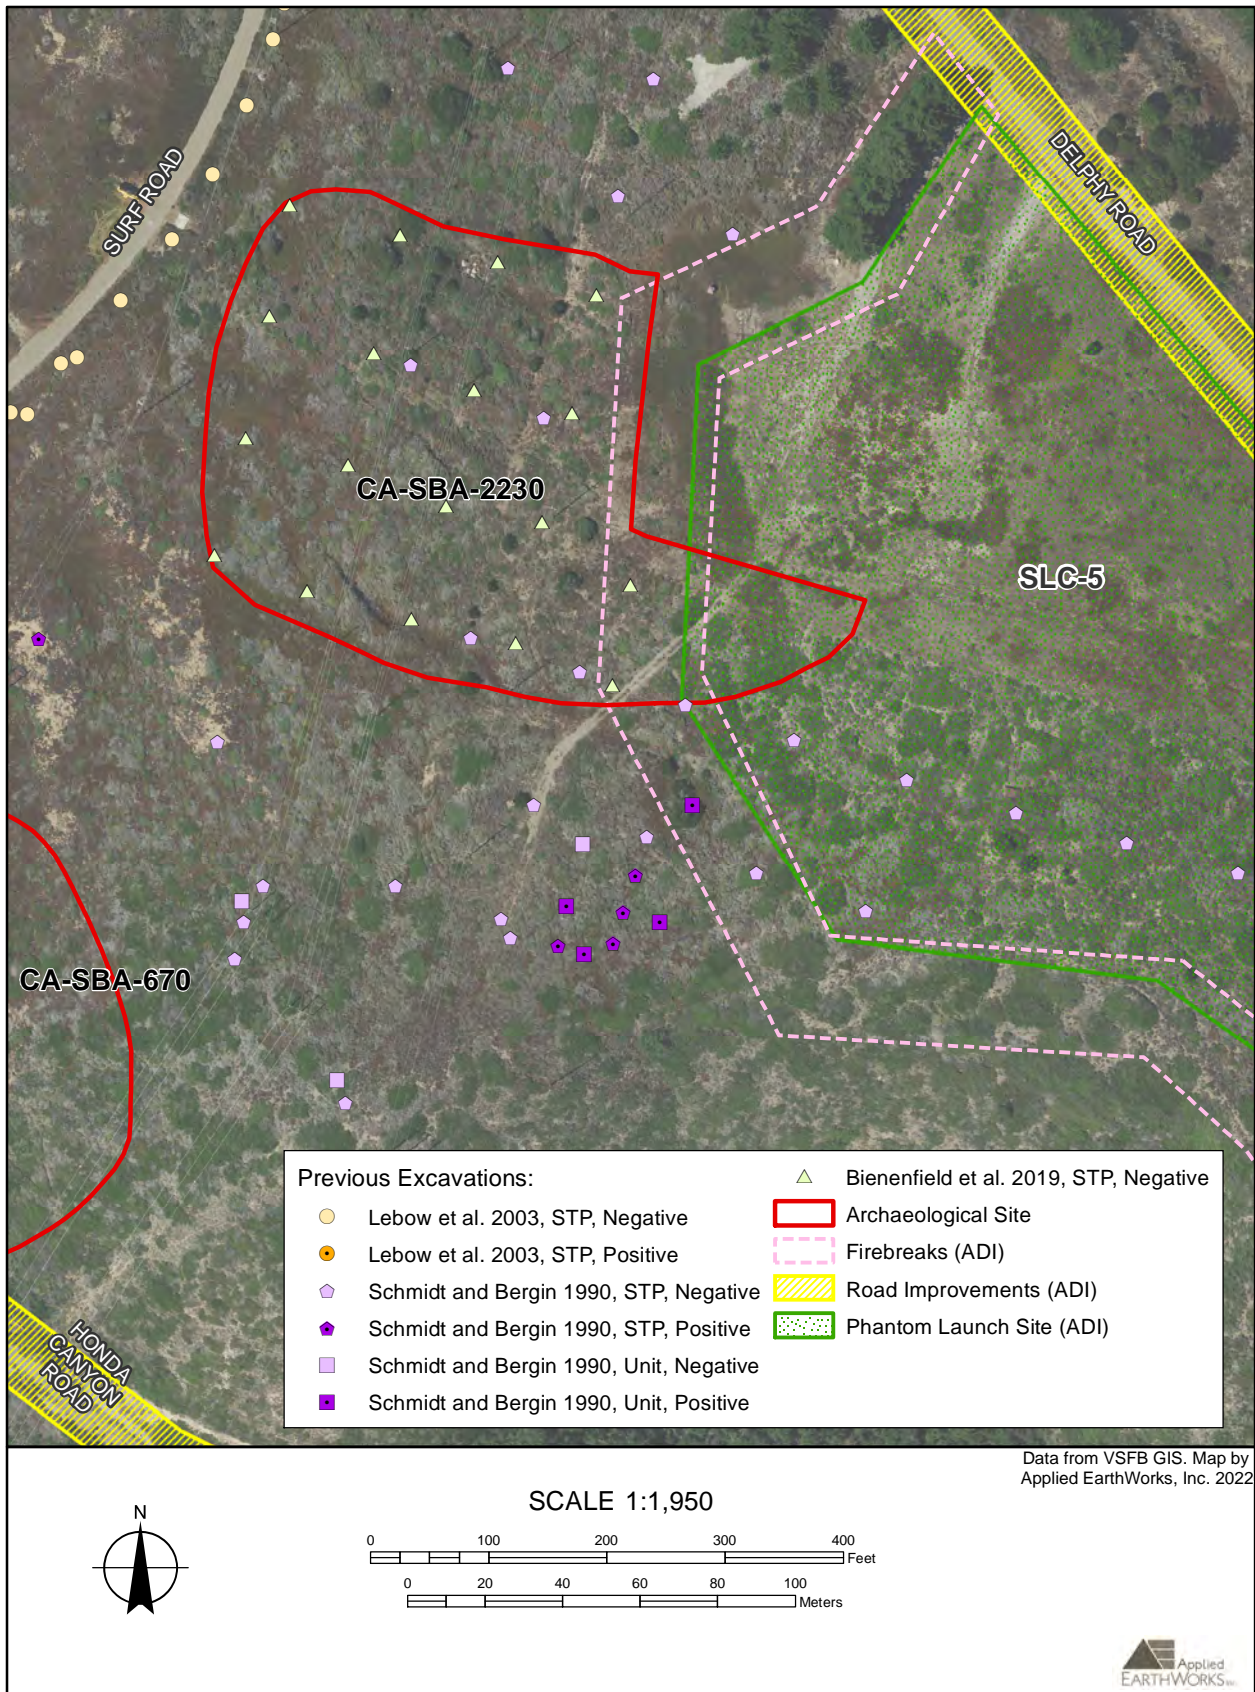 SURF ROAD
DELPHY ROAD
CA-SBA-2230
SLC-5
CA-SBA-670
HONDA
CANYON
ROAD
Previous Excavations:
Lebow et al. 2003, STP, Negative
Lebow et al. 2003, STP, Positive
Schmidt and Bergin 1990, STP, Negative
Schmidt and Bergin 1990, STP, Positive
Schmidt and Bergin 1990, Unit, Negative
Schmidt and Bergin 1990, Unit, Positive
Bienenfield et al. 2019, STP, Negative
Archaeological Site
Firebreaks (ADI)
Road Improvements (ADI)
Phantom Launch Site (ADI)
Data from VSFB GIS. Map by
Applied EarthWorks, Inc. 2022
N
SCALE 1:1,950
0 100 200 300 400
Feet
0 20 40 60 80 100
Meters
Applied
EARTHWORKS Inc.